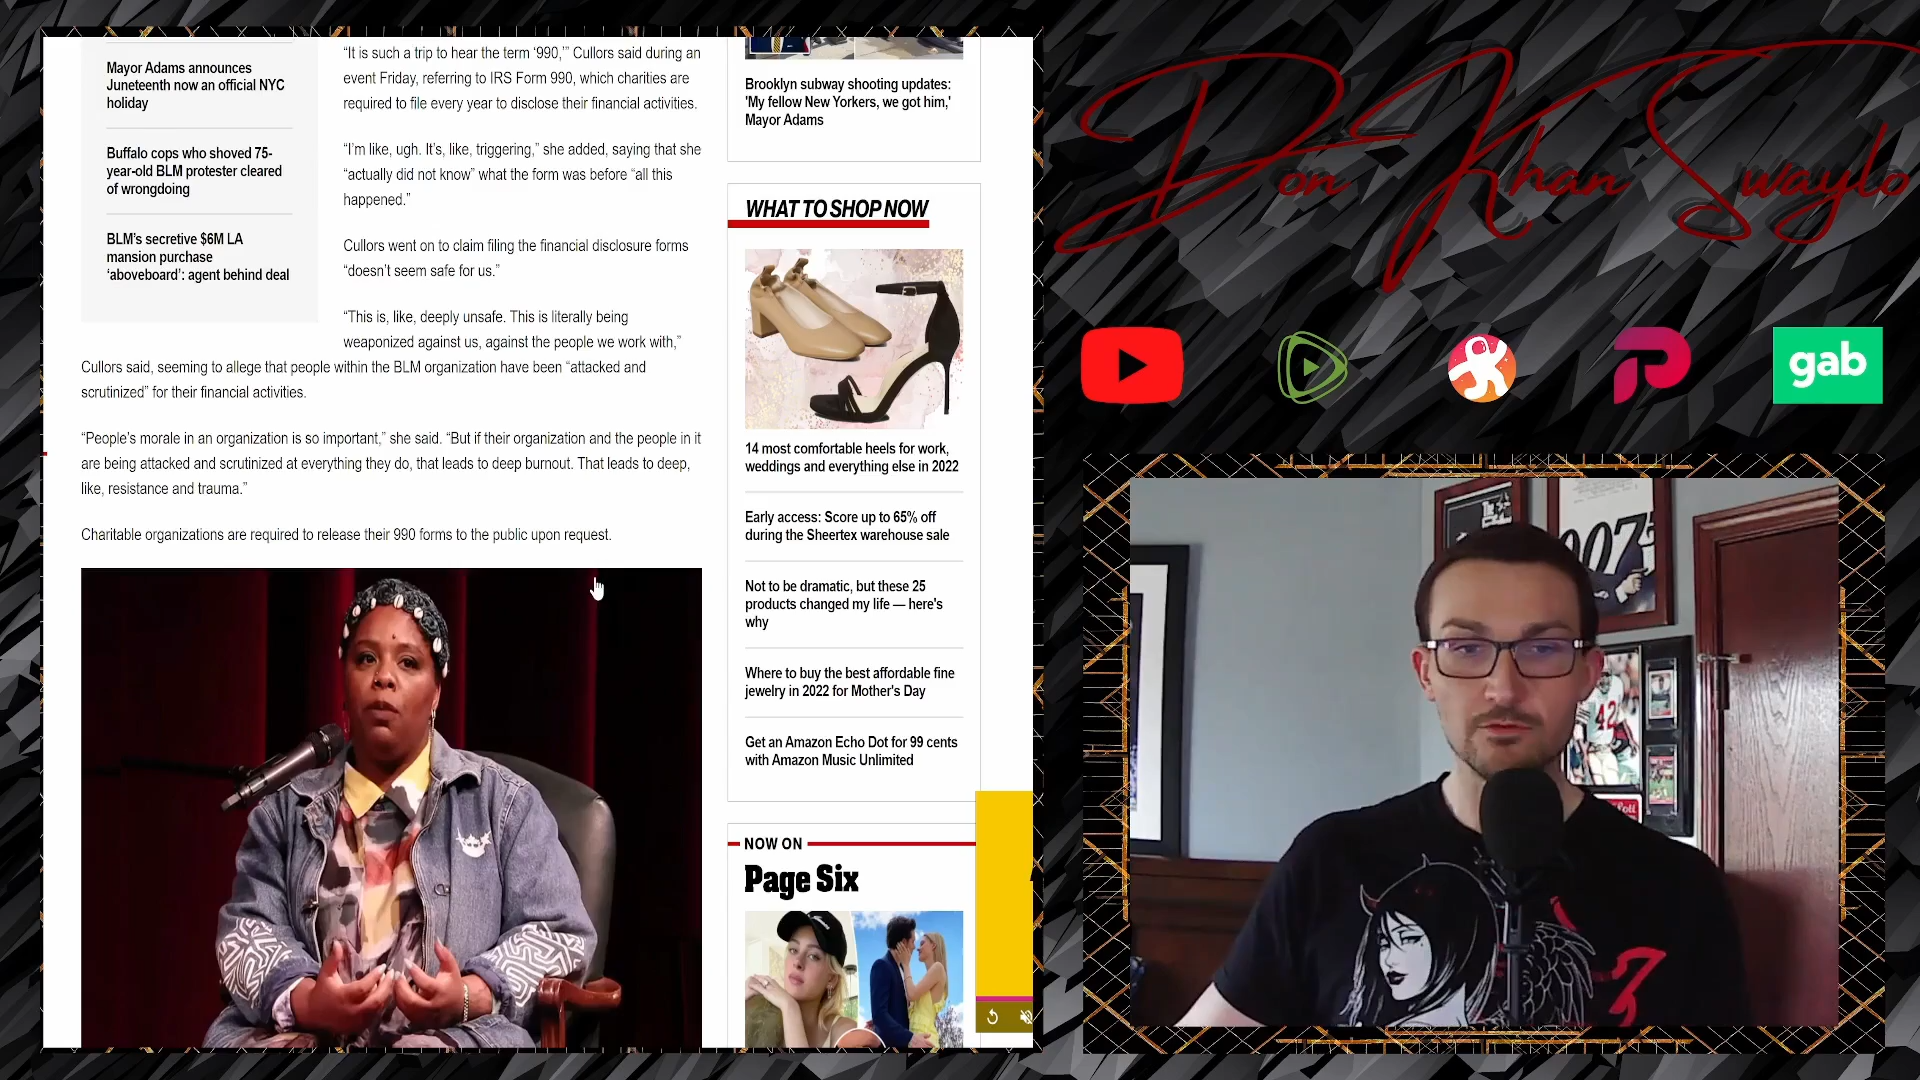 Mayor Adams announces
Juneteenth now an official NYC
holiday
Buffalo cops who shoved 75-
year-old BLM protester cleared
of wrongdoing
BLM’s secretive $6M LA
mansion purchase
‘aboveboard’: agent behind deal
“It is such a trip to hear the term ‘990,’” Cullors said during an
event Friday, referring to IRS Form 990, which charities are
required to file every year to disclose their financial activities.
“I’m like, ugh. It’s, like, triggering,” she added, saying that she
“actually did not know” what the form was before “all this
happened.”
Cullors went on to claim filing the financial disclosure forms
“doesn’t seem safe for us.”
“This is, like, deeply unsafe. This is literally being
weaponized against us, against the people we work with,”
Cullors said, seeming to allege that people within the BLM organization have been “attacked and
scrutinized” for their financial activities.
“People’s morale in an organization is so important,” she said. “But if their organization and the people in it
are being attacked and scrutinized at everything they do, that leads to deep burnout. That leads to deep,
like, resistance and trauma.”
Charitable organizations are required to release their 990 forms to the public upon request.
Brooklyn subway shooting updates:
'My fellow New Yorkers, we got him,'
Mayor Adams
WHAT TO SHOP NOW
14 most comfortable heels for work,
weddings and everything else in 2022
Early access: Score up to 65% off
during the Sheertex warehouse sale
Not to be dramatic, but these 25
products changed my life — here's
why
Where to buy the best affordable fine
jewelry in 2022 for Mother's Day
Get an Amazon Echo Dot for 99 cents
with Amazon Music Unlimited
NOW ON
Page Six
Don Khan Swaylo
gab
007
42